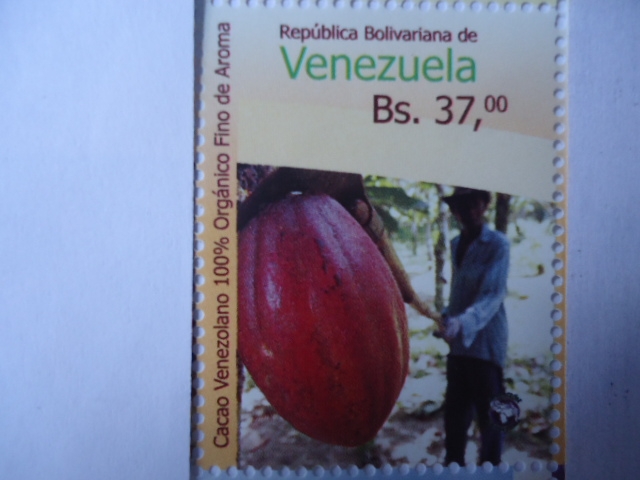 República Bolivariana de
Venezuela
Bs. 37,00
Cacao Venezolano 100% Orgánico Fino de Aroma